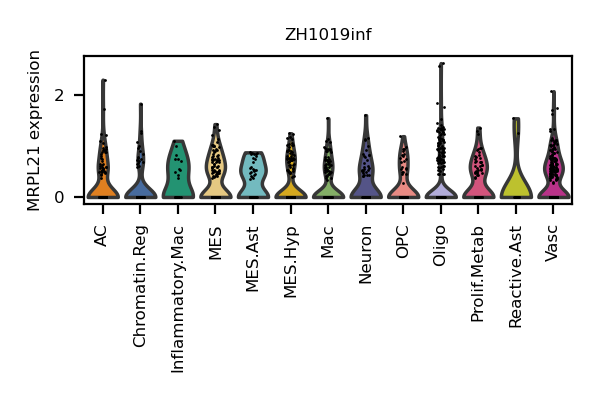 ZH1019inf
MRPL21 expression
2
0
AC
Chromatin.Reg
Inflammatory.Mac
MES
MES.Ast
MES.Hyp
Mac
Neuron
OPC
Oligo
Prolif.Metab
Reactive.Ast
Vasc